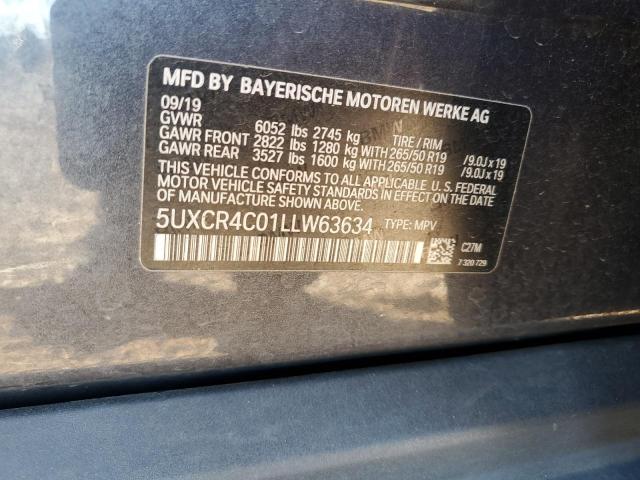 MFD BY BAYERISCHE MOTOREN WERKE AG
09/19
GVWR 6052 lbs 2745 kg TIRE / RIM
GAWR FRONT 2822 lbs 1280 kg WITH 265/50 R19 /9.0J x 19
GAWR REAR 3527 lbs 1600 kg WITH 265/50 R19 /9.0J x 19
THIS VEHICLE CONFORMS TO ALL APPLICABLE U.S. FEDERAL
MOTOR VEHICLE SAFETY STANDARDS IN EFFECT ON THE DATE
OF MANUFACTURE SHOWN ABOVE.
5UXCR4C01LLW63634 TYPE: MPV
C27M
7 320 729